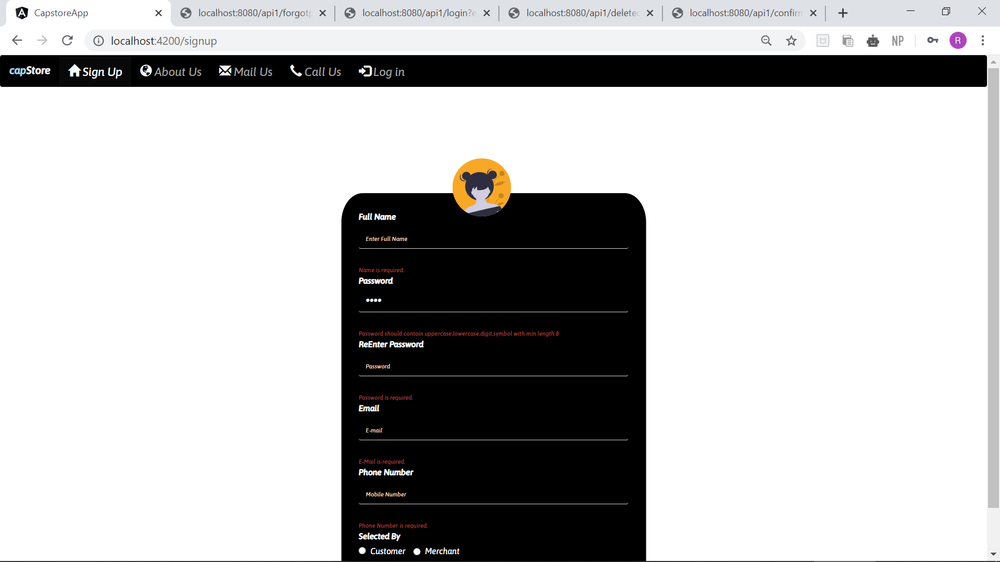 CapstoreApp
localhost:8080/api1/forgotp
localhost:8080/api1/login?e
localhost:8080/api1/deleted
localhost:8080/api1/confirm
localhost:4200/signup
NP
R
capStore
Sign Up
About Us
Mail Us
Call Us
Log in
Full Name
Enter Full Name
Name is required.
Password
••••
Password should contain uppercase,lowercase,digit,symbol with min length 8
ReEnter Password
Password
Password is required.
Email
E-mail
E-Mail is required.
Phone Number
Mobile Number
Phone Number is required.
Selected By
Customer Merchant